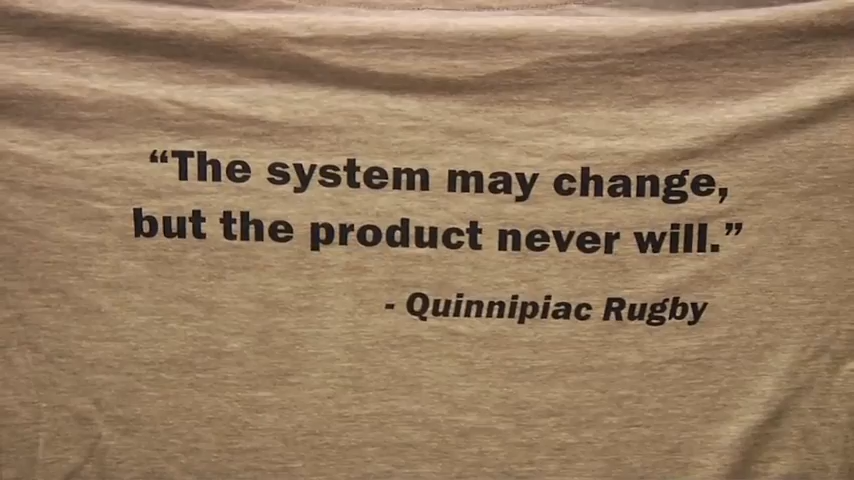 “The system may change,
but the product never will.”
- Quinnipiac Rugby